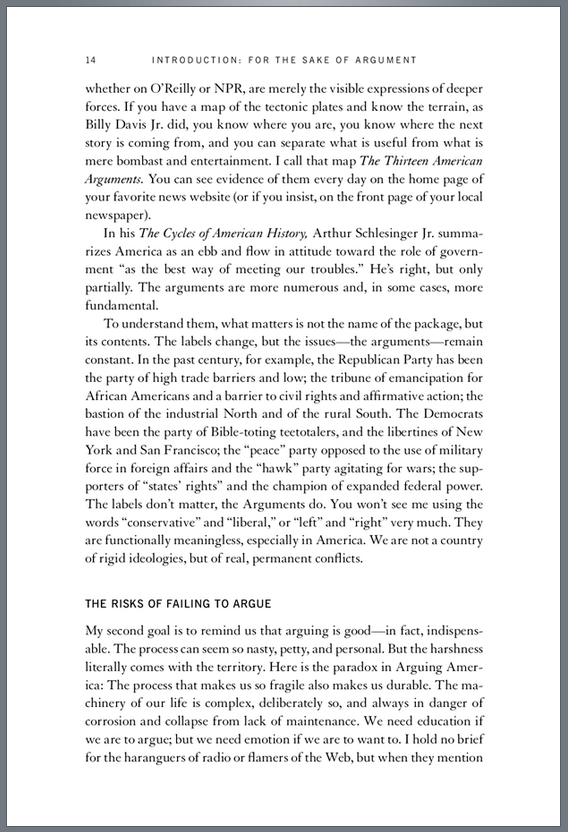 14 INTRODUCTION: FOR THE SAKE OF ARGUMENT
whether on O’Reilly or NPR, are merely the visible expressions of deeper
forces. If you have a map of the tectonic plates and know the terrain, as
Billy Davis Jr. did, you know where you are, you know where the next
story is coming from, and you can separate what is useful from what is
mere bombast and entertainment. I call that map The Thirteen American
Arguments. You can see evidence of them every day on the home page of
your favorite news website (or if you insist, on the front page of your local
newspaper).
In his The Cycles of American History, Arthur Schlesinger Jr. summa-
rizes America as an ebb and flow in attitude toward the role of govern-
ment “as the best way of meeting our troubles.” He’s right, but only
partially. The arguments are more numerous and, in some cases, more
fundamental.
To understand them, what matters is not the name of the package, but
its contents. The labels change, but the issues—the arguments—remain
constant. In the past century, for example, the Republican Party has been
the party of high trade barriers and low; the tribune of emancipation for
African Americans and a barrier to civil rights and affirmative action; the
bastion of the industrial North and of the rural South. The Democrats
have been the party of Bible-toting teetotalers, and the libertines of New
York and San Francisco; the “peace” party opposed to the use of military
force in foreign affairs and the “hawk” party agitating for wars; the sup-
porters of “states’ rights” and the champion of expanded federal power.
The labels don’t matter, the Arguments do. You won’t see me using the
words “conservative” and “liberal,” or “left” and “right” very much. They
are functionally meaningless, especially in America. We are not a country
of rigid ideologies, but of real, permanent conflicts.
THE RISKS OF FAILING TO ARGUE
My second goal is to remind us that arguing is good—in fact, indispens-
able. The process can seem so nasty, petty, and personal. But the harshness
literally comes with the territory. Here is the paradox in Arguing Amer-
ica: The process that makes us so fragile also makes us durable. The ma-
chinery of our life is complex, deliberately so, and always in danger of
corrosion and collapse from lack of maintenance. We need education if
we are to argue; but we need emotion if we are to want to. I hold no brief
for the haranguers of radio or flamers of the Web, but when they mention